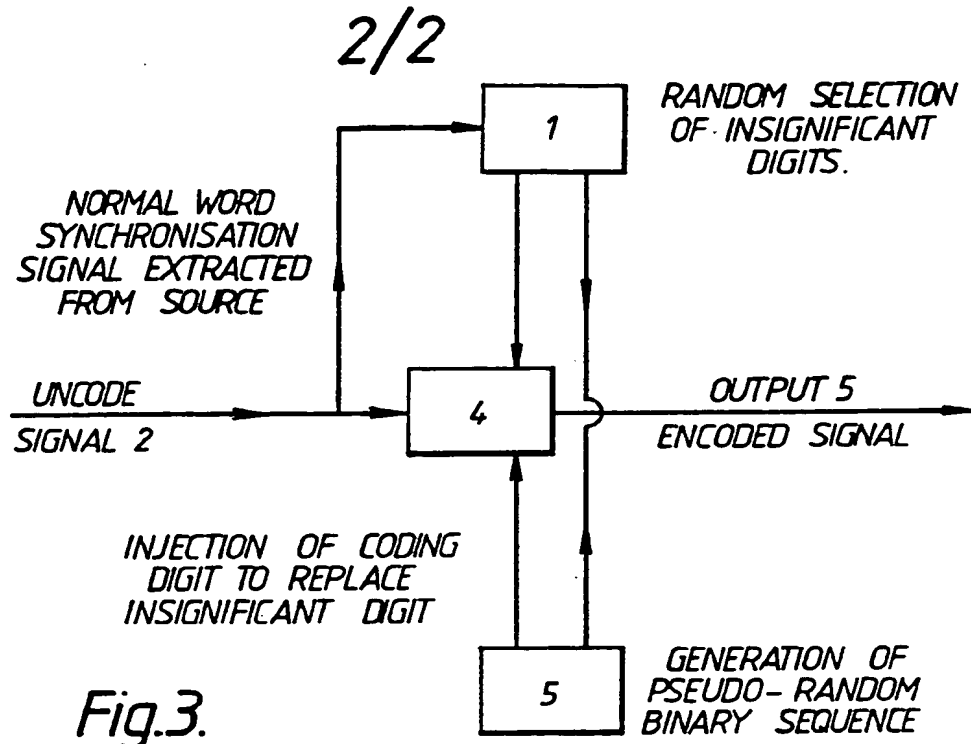 2/2
1
RANDOM SELECTION
OF INSIGNIFICANT
DIGITS.
NORMAL WORD
SYNCHRONISATION
SIGNAL EXTRACTED
FROM SOURCE
UNCODE
SIGNAL 2
4
OUTPUT 5
ENCODED SIGNAL
INJECTION OF CODING
DIGIT TO REPLACE
INSIGNIFICANT DIGIT
5
GENERATION OF
PSEUDO-RANDOM
BINARY SEQUENCE
Fig.3.